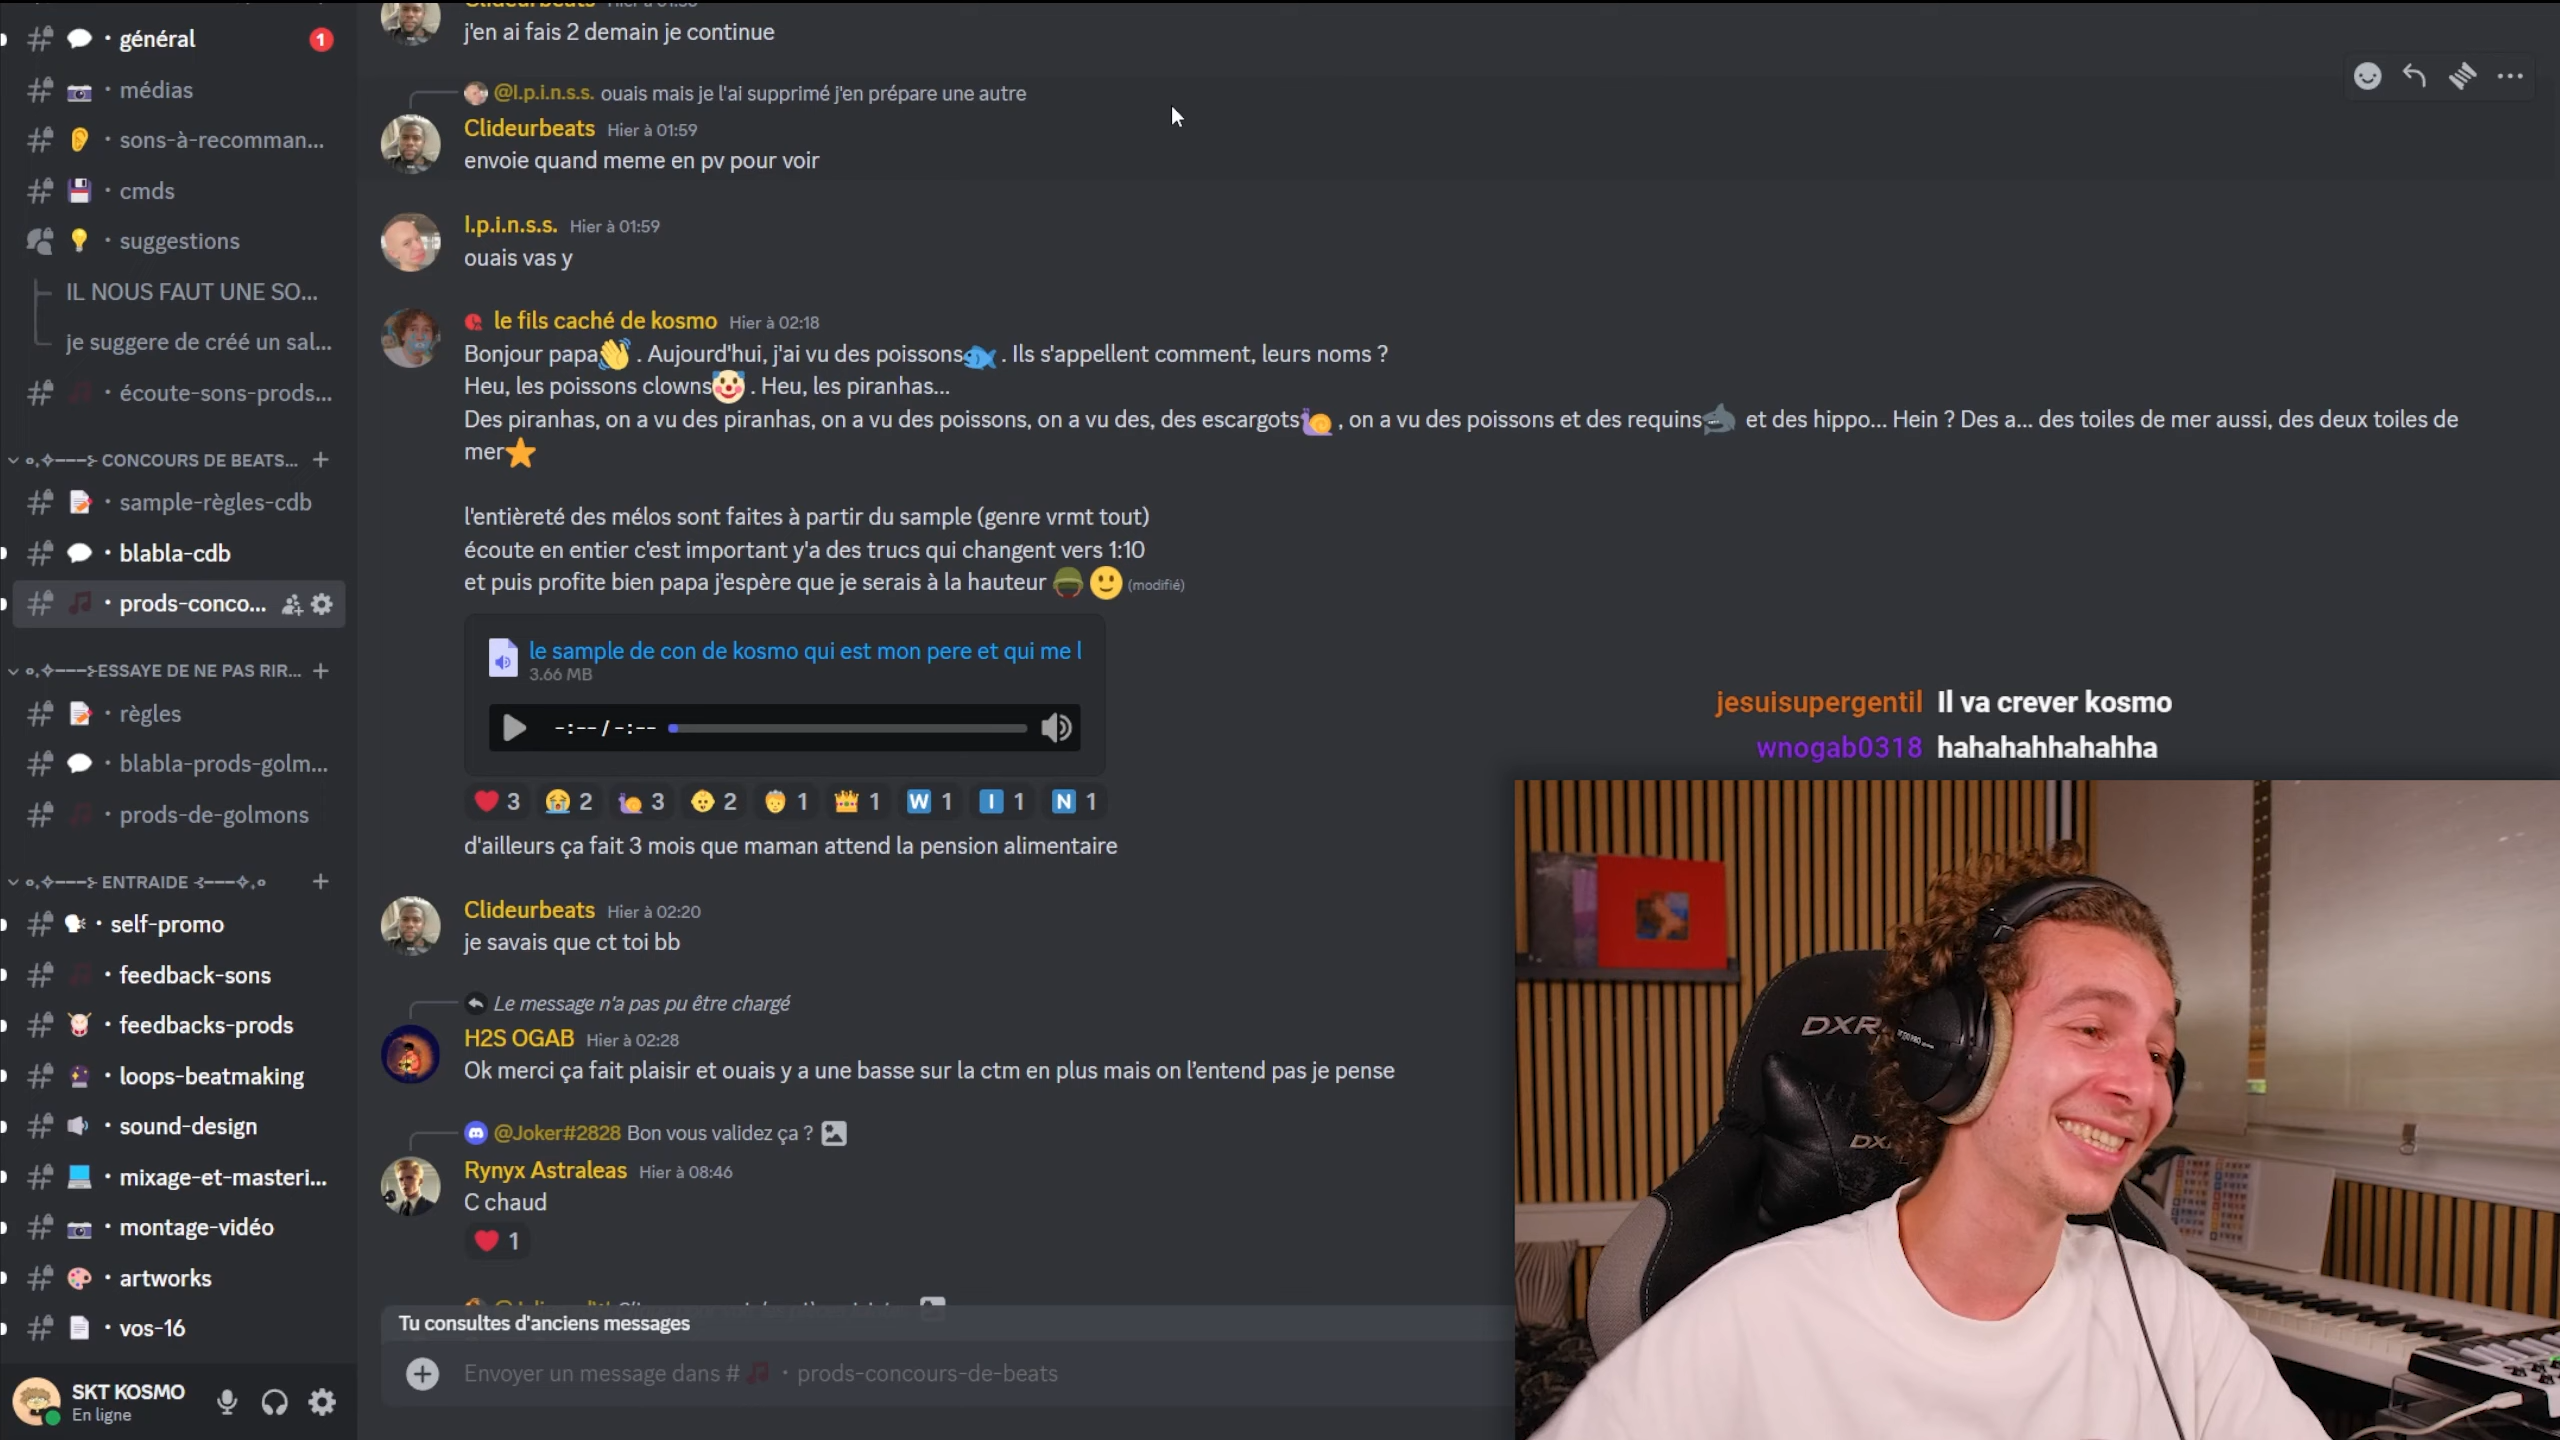 général
1
médias
sons-à-recomman...
cmds
suggestions
IL NOUS FAUT UNE SO...
je suggere de créé un sal...
écoute-sons-prods...
CONCOURS DE BEATS...
sample-règles-cdb
blabla-cdb
prods-conco...
ESSAYE DE NE PAS RIR...
règles
blabla-prods-golm...
prods-de-golmons
ENTRAIDE
self-promo
feedback-sons
feedbacks-prods
loops-beatmaking
sound-design
mixage-et-masteri...
montage-vidéo
artworks
vos-16
SKT KOSMO
En ligne
j'en ai fais 2 demain je continue
@l.p.i.n.s.s. ouais mais je l'ai supprimé j'en prépare une autre
Clideurbeats Hier à 01:59
envoie quand meme en pv pour voir
l.p.i.n.s.s. Hier à 01:59
ouais vas y
le fils caché de kosmo Hier à 02:18
Bonjour papa👋 . Aujourd'hui, j'ai vu des poissons🐟 . Ils s'appellent comment, leurs noms ?
Heu, les poissons clowns🤡 . Heu, les piranhas...
Des piranhas, on a vu des piranhas, on a vu des poissons, on a vu des, des escargots🐌 , on a vu des poissons et des requins🦈 et des hippo... Hein ? Des a... des toiles de mer aussi, des deux toiles de
mer⭐
l'entièreté des mélos sont faites à partir du sample (genre vrmt tout)
écoute en entier c'est important y'a des trucs qui changent vers 1:10
et puis profite bien papa j'espère que je serais à la hauteur 🪖 🙂 (modifié)
le sample de con de kosmo qui est mon pere et qui me l
3.66 MB
-:-- / -:--
❤️ 3 😭 2 🐌 3 👶 2 1 👑 1 W 1 I 1 N 1
d'ailleurs ça fait 3 mois que maman attend la pension alimentaire
Clideurbeats Hier à 02:20
je savais que ct toi bb
Le message n'a pas pu être chargé
H2S OGAB Hier à 02:28
Ok merci ça fait plaisir et ouais y a une basse sur la ctm en plus mais on l'entend pas je pense
@Joker#2828 Bon vous validez ça ?
Rynyx Astraleas Hier à 08:46
C chaud
❤️ 1
Tu consultes d'anciens messages
Envoyer un message dans # prods-concours-de-beats
jesuisupergentil Il va crever kosmo
wnogab0318 hahahahhahahha
DXR